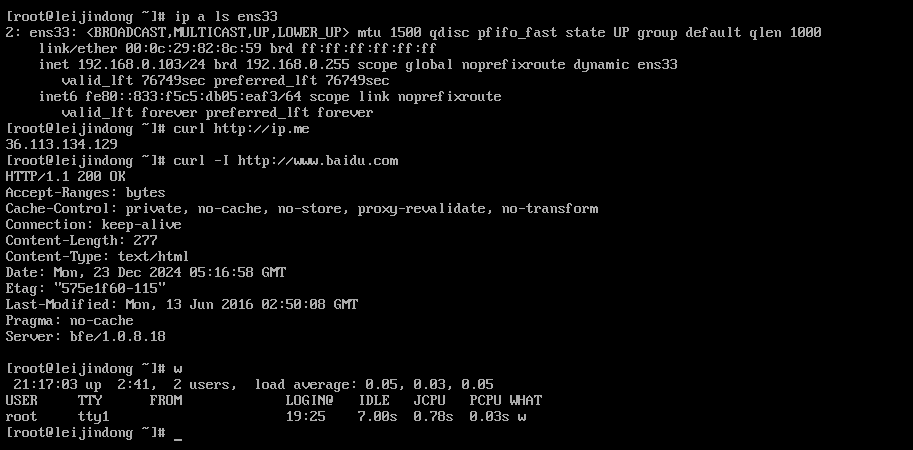 [root@leijindong ~]# ip a ls ens33
2: ens33: <BROADCAST,MULTICAST,UP,LOWER_UP> mtu 1500 qdisc pfifo_fast state UP group default qlen 1000
    link/ether 00:0c:29:82:8c:59 brd ff:ff:ff:ff:ff:ff
    inet 192.168.0.103/24 brd 192.168.0.255 scope global noprefixroute dynamic ens33
       valid_lft 76749sec preferred_lft 76749sec
    inet6 fe80::833:f5c5:db05:eaf3/64 scope link noprefixroute
       valid_lft forever preferred_lft forever
[root@leijindong ~]# curl http://ip.me
36.113.134.129
[root@leijindong ~]# curl -I http://www.baidu.com
HTTP/1.1 200 OK
Accept-Ranges: bytes
Cache-Control: private, no-cache, no-store, proxy-revalidate, no-transform
Connection: keep-alive
Content-Length: 277
Content-Type: text/html
Date: Mon, 23 Dec 2024 05:16:58 GMT
Etag: "575e1f60-115"
Last-Modified: Mon, 13 Jun 2016 02:50:08 GMT
Pragma: no-cache
Server: bfe/1.0.8.18

[root@leijindong ~]# w
 21:17:03 up  2:41,  2 users,  load average: 0.05, 0.03, 0.05
USER     TTY      FROM             LOGIN@   IDLE   JCPU   PCPU WHAT
root     tty1                      19:25    7.00s  0.78s  0.03s w
[root@leijindong ~]# _